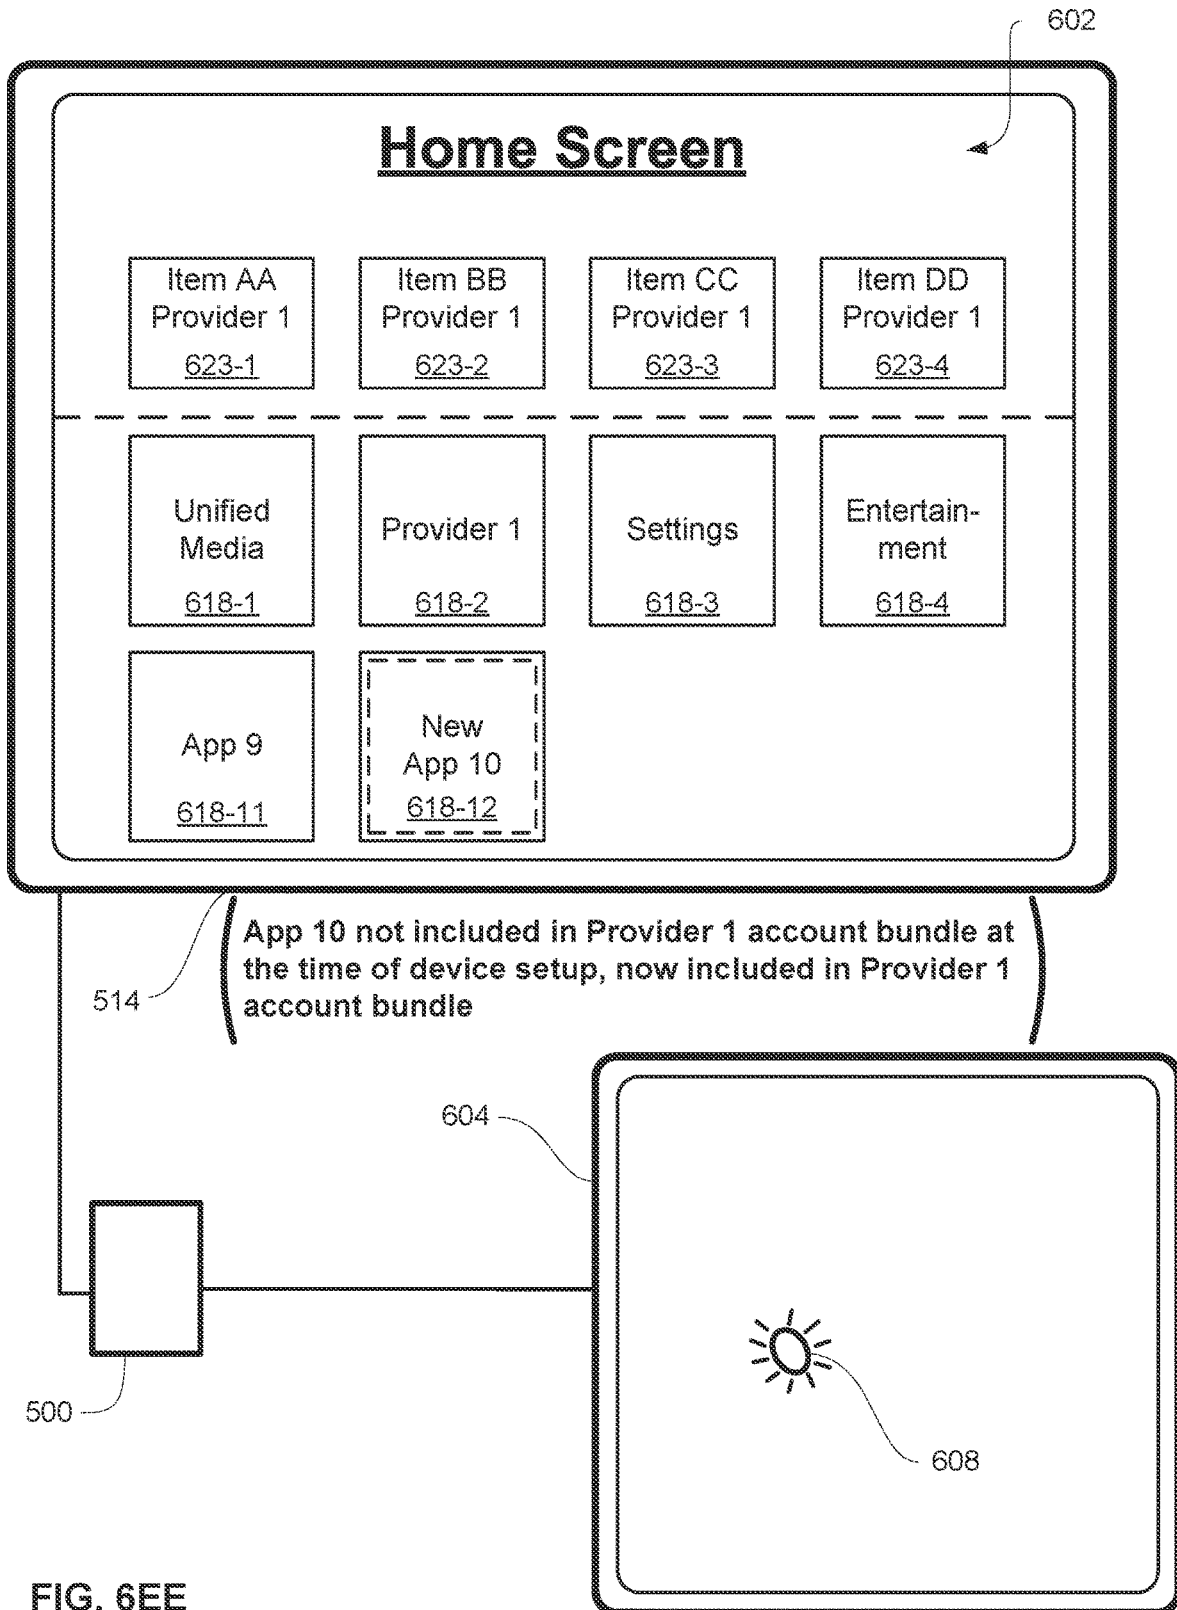 602
Home Screen
Item AA
Provider 1
623-1
Item BB
Provider 1
623-2
Item CC
Provider 1
623-3
Item DD
Provider 1
623-4
Unified
Media
618-1
Provider 1
618-2
Settings
618-3
Entertain-
ment
618-4
App 9
618-11
New
App 10
618-12
App 10 not included in Provider 1 account bundle at
the time of device setup, now included in Provider 1
account bundle
514
604
500
608
FIG. 6EE